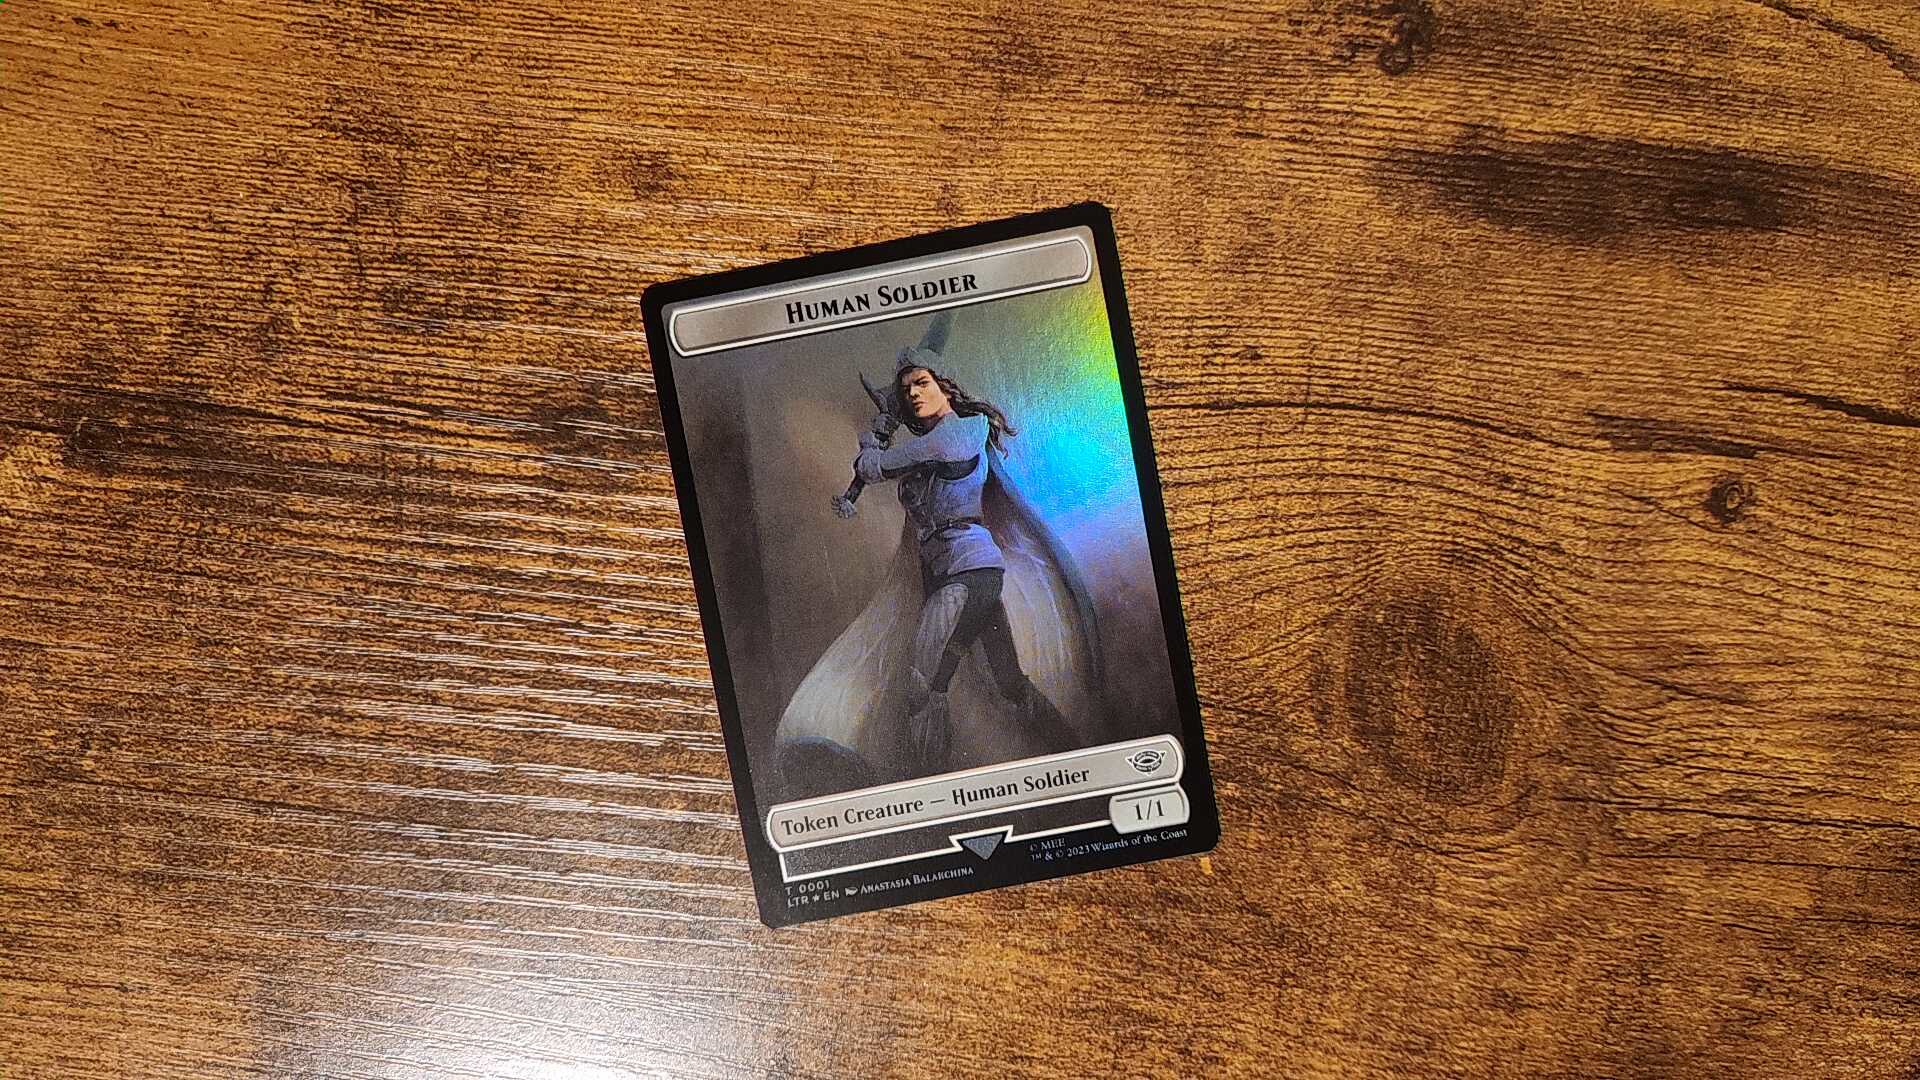 HUMAN SOLDIER
Token Creature — Human Soldier
1/1
T 0001
LTR ★ EN ANASTASIA BALAKCHINA
© MEE
™ & © 2023 Wizards of the Coast